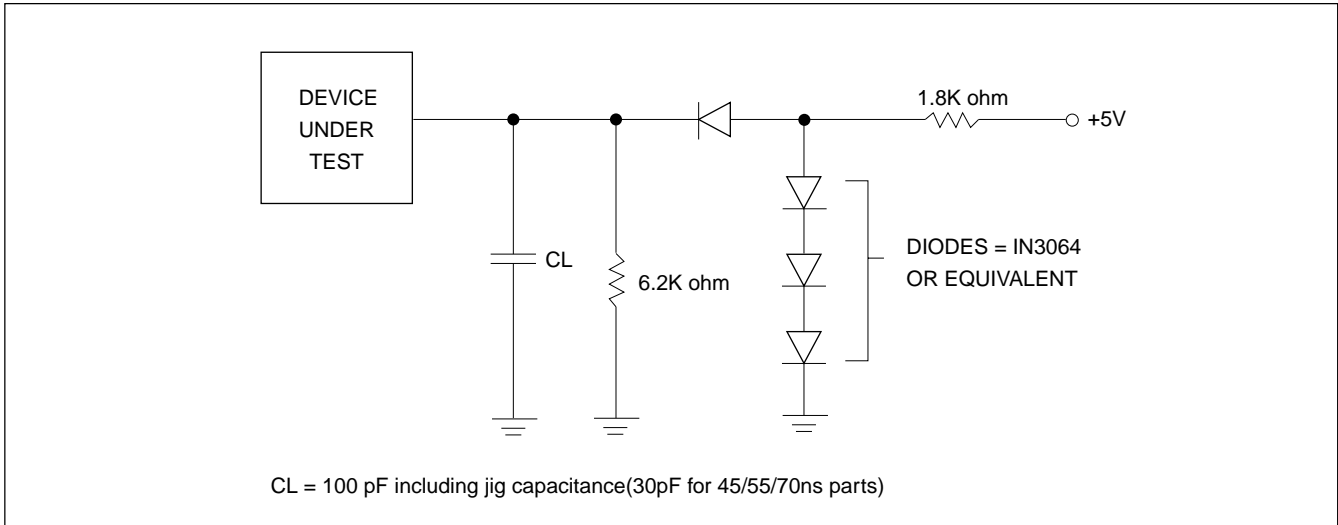 DEVICE
UNDER
TEST
1.8K ohm
+5V
CL
6.2K ohm
DIODES = IN3064
OR EQUIVALENT
CL = 100 pF including jig capacitance(30pF for 45/55/70ns parts)